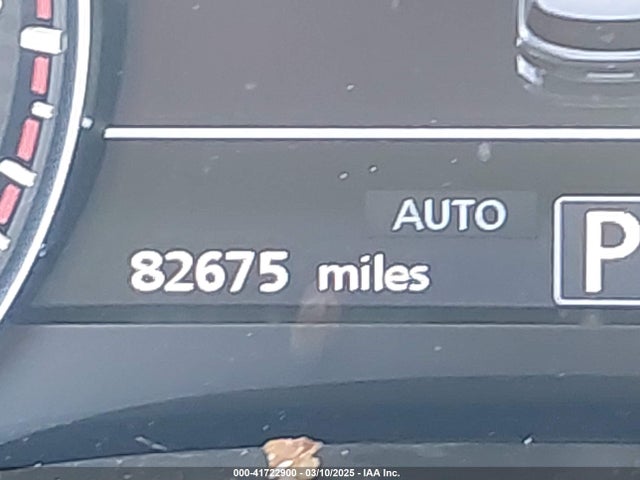 AUTO
P
82675 miles
000-41722900 - 03/10/2025 - IAA Inc.